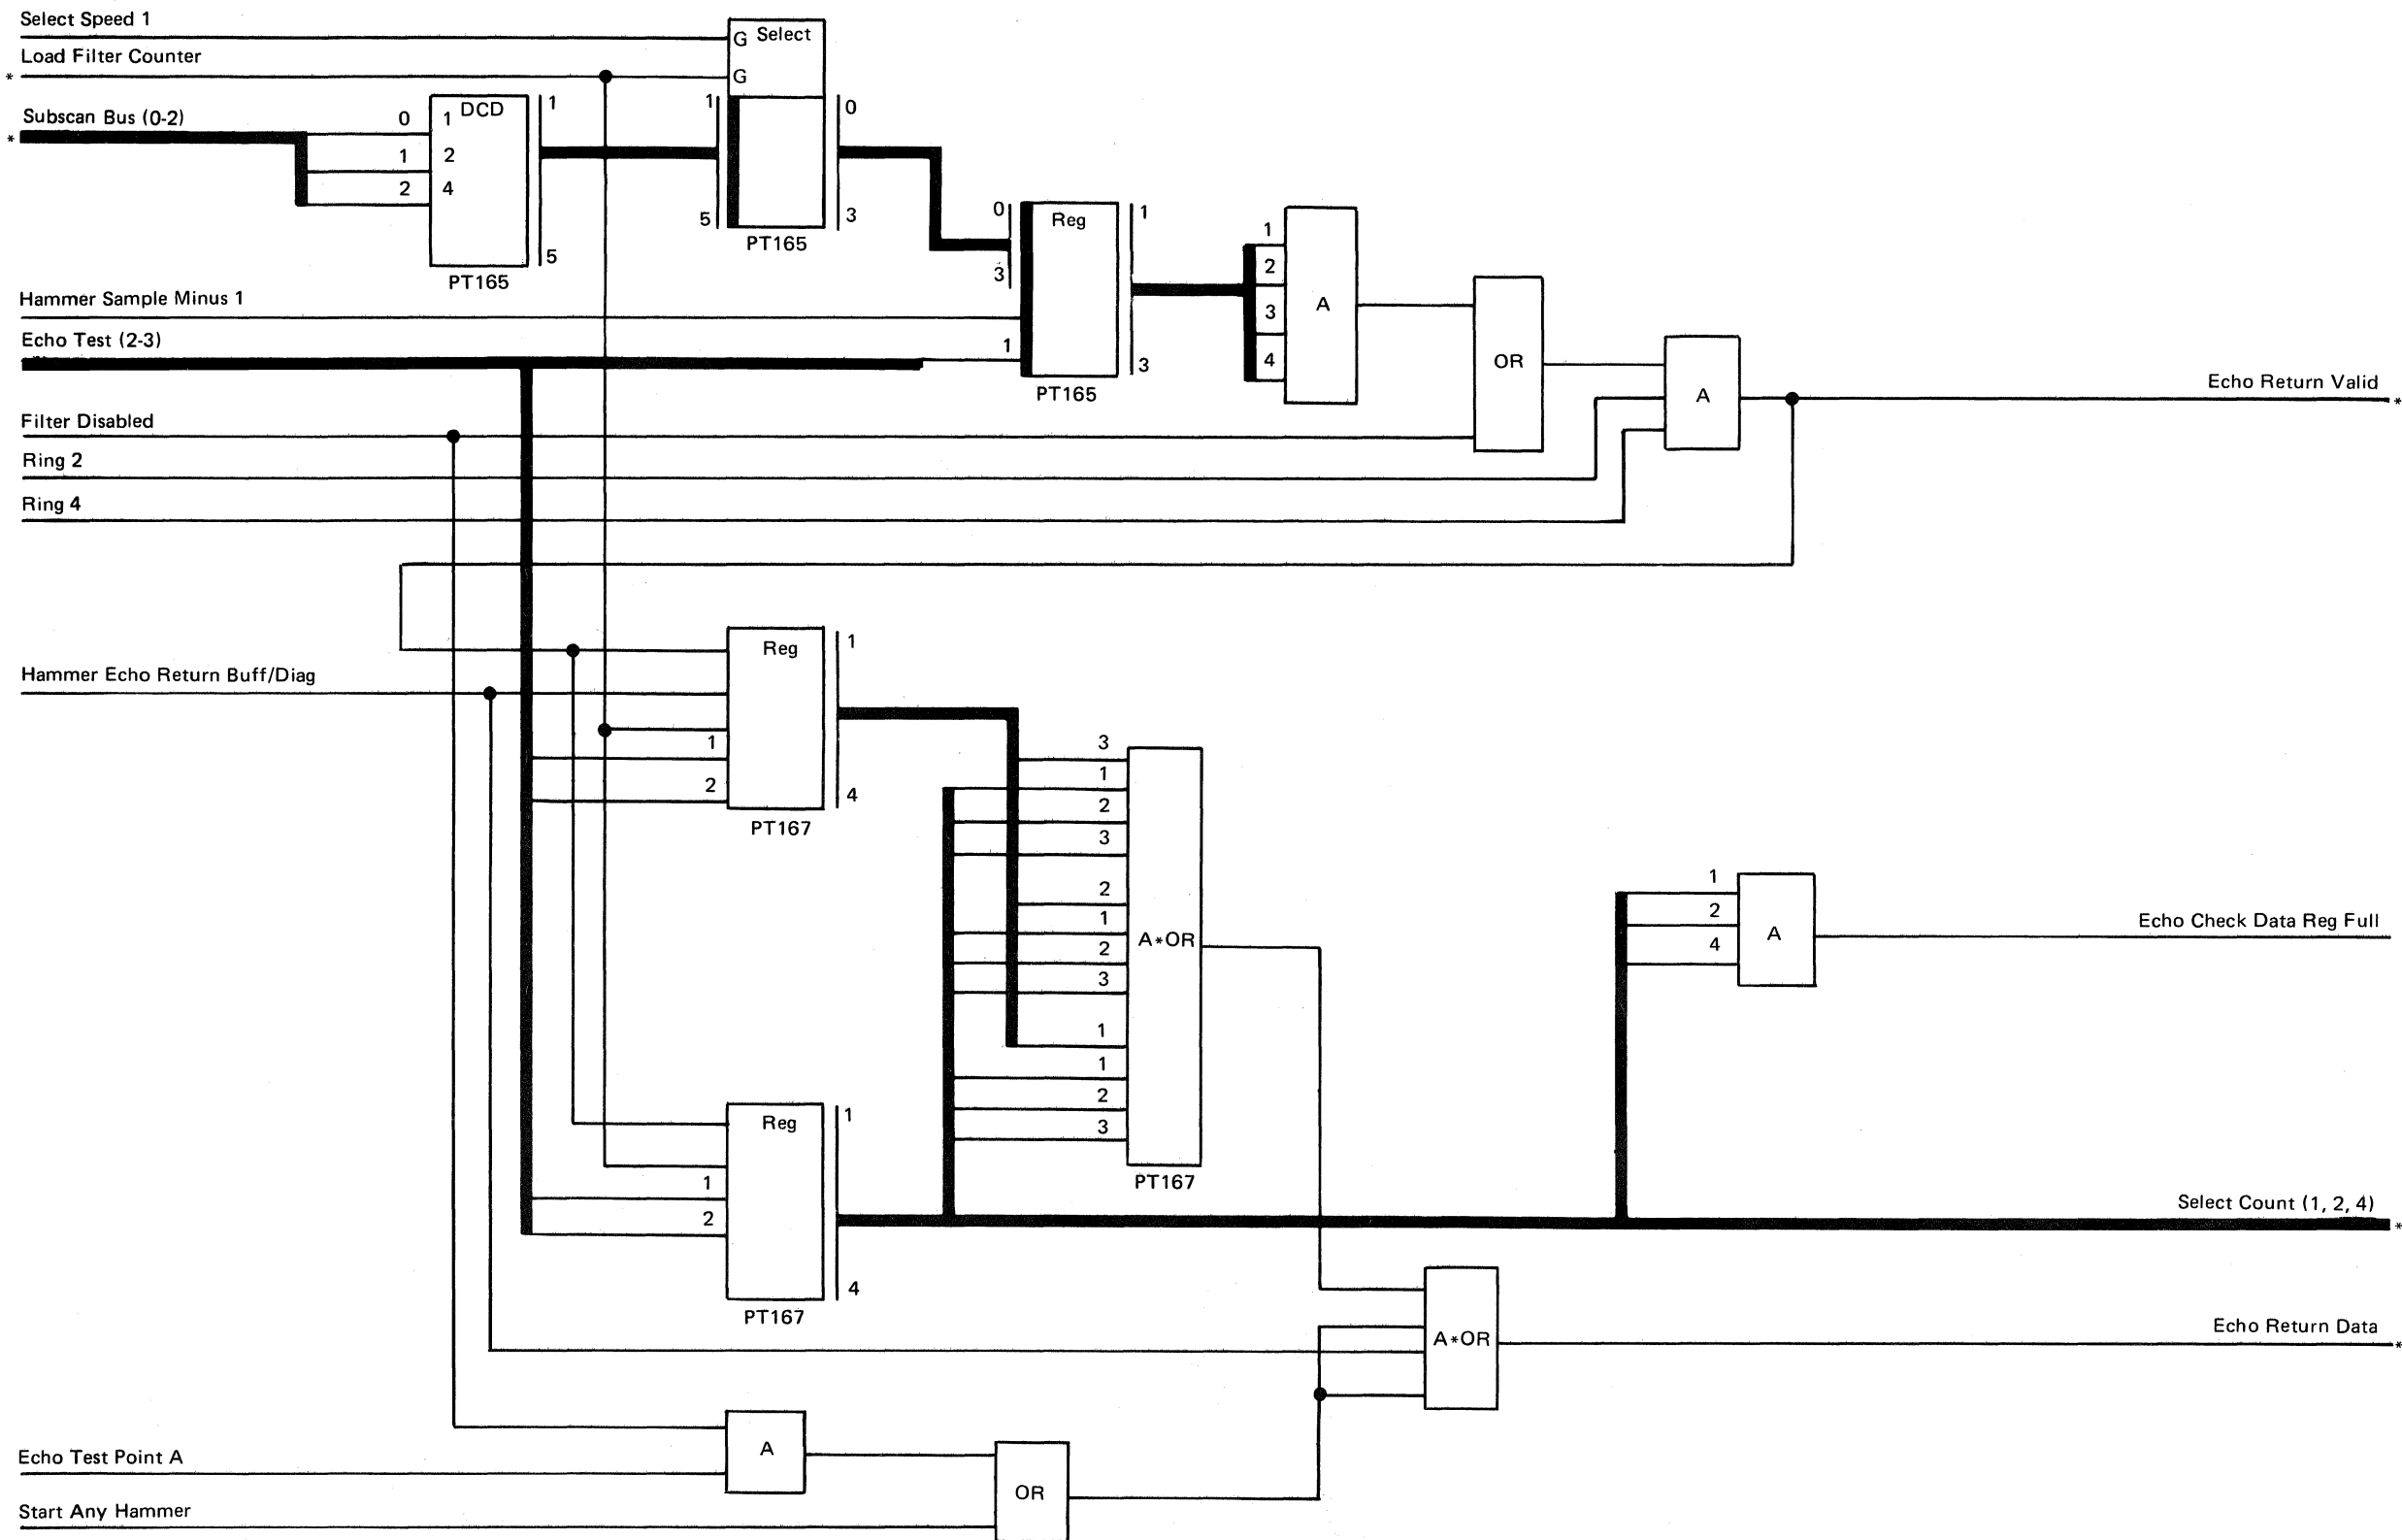 Select Speed 1
G Select
Load Filter Counter
* G
Subscan Bus (0-2)
*
0 1 DCD 1
1 2
2 4
5
PT165
1 0
5 3
PT165
0 Reg 1
3
Hammer Sample Minus 1
Echo Test (2-3)
1 3
PT165
1
2
3 A
4
OR
A
Echo Return Valid
*
Filter Disabled
Ring 2
Ring 4
Reg 1
Hammer Echo Return Buff/Diag
1
2 4
PT167
3
1
2
3
2
1
2
3
A*OR
1
1
2
3
PT167
1
2
4
A
Echo Check Data Reg Full
Reg 1
1
2
4
PT167
Select Count (1, 2, 4)
*
A*OR
Echo Return Data
*
A
Echo Test Point A
OR
Start Any Hammer